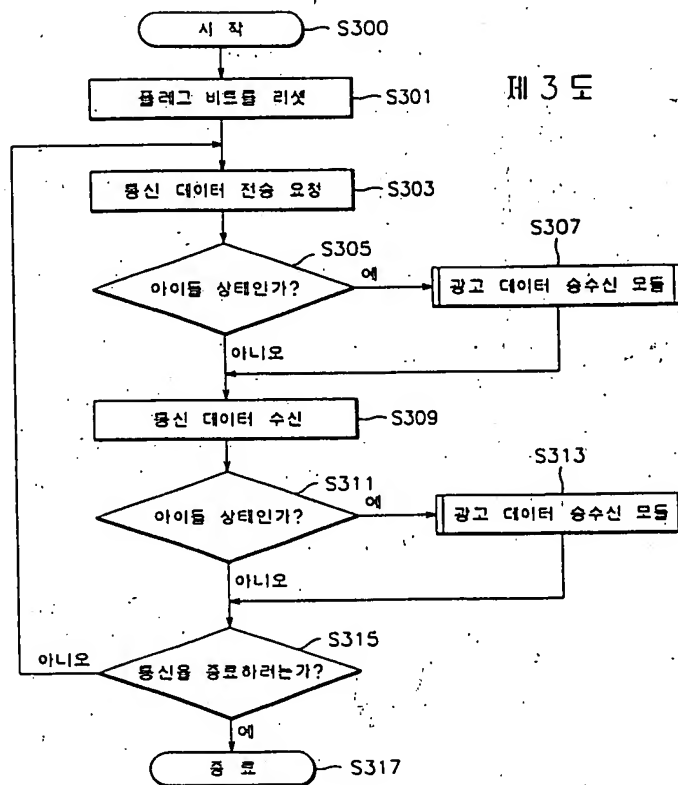 시 작
S300
제 3 도
플레그 비트를 리셋
S301
통신 데이터 전송 요청
S303
S305
아이들 상태인가?
예
S307
광고 데이터 송수신 모듈
아니오
통신 데이터 수신
S309
S311
아이들 상태인가?
예
S313
광고 데이터 송수신 모듈
아니오
S315
통신을 종료하려는가?
아니오
예
종 료
S317